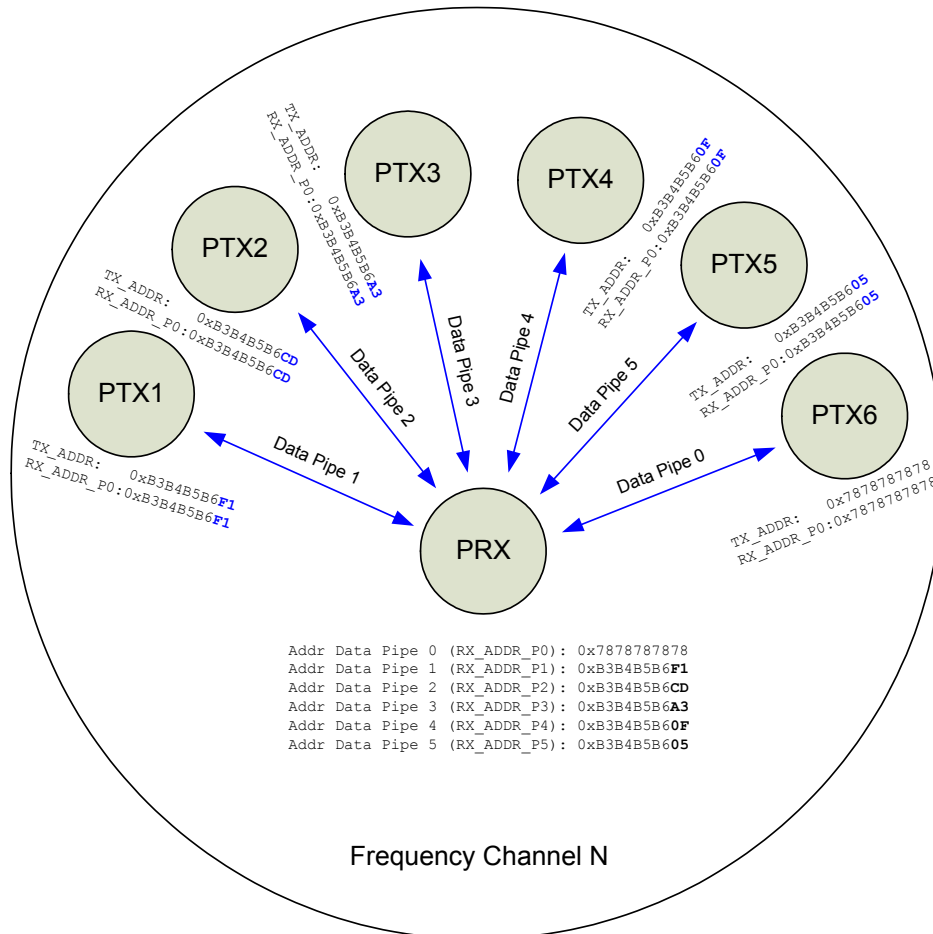 PTX3
PTX4
PTX2
PTX5
PTX1
PTX6
PRX
TX_ADDR: 0xB3B4B5B6A3
RX_ADDR_P0:0xB3B4B5B6A3
TX_ADDR: 0xB3B4B5B60F
RX_ADDR_P0:0xB3B4B5B60F
TX_ADDR: 0xB3B4B5B6CD
RX_ADDR_P0:0xB3B4B5B6CD
TX_ADDR: 0xB3B4B5B605
RX_ADDR_P0:0xB3B4B5B605
TX_ADDR: 0xB3B4B5B6F1
RX_ADDR_P0:0xB3B4B5B6F1
TX_ADDR: 0x7878787878
RX_ADDR_P0:0x7878787878
Data Pipe 1
Data Pipe 2
Data Pipe 3
Data Pipe 4
Data Pipe 5
Data Pipe 0
Addr Data Pipe 0 (RX_ADDR_P0): 0x7878787878
Addr Data Pipe 1 (RX_ADDR_P1): 0xB3B4B5B6F1
Addr Data Pipe 2 (RX_ADDR_P2): 0xB3B4B5B6CD
Addr Data Pipe 3 (RX_ADDR_P3): 0xB3B4B5B6A3
Addr Data Pipe 4 (RX_ADDR_P4): 0xB3B4B5B60F
Addr Data Pipe 5 (RX_ADDR_P5): 0xB3B4B5B605
Frequency Channel N